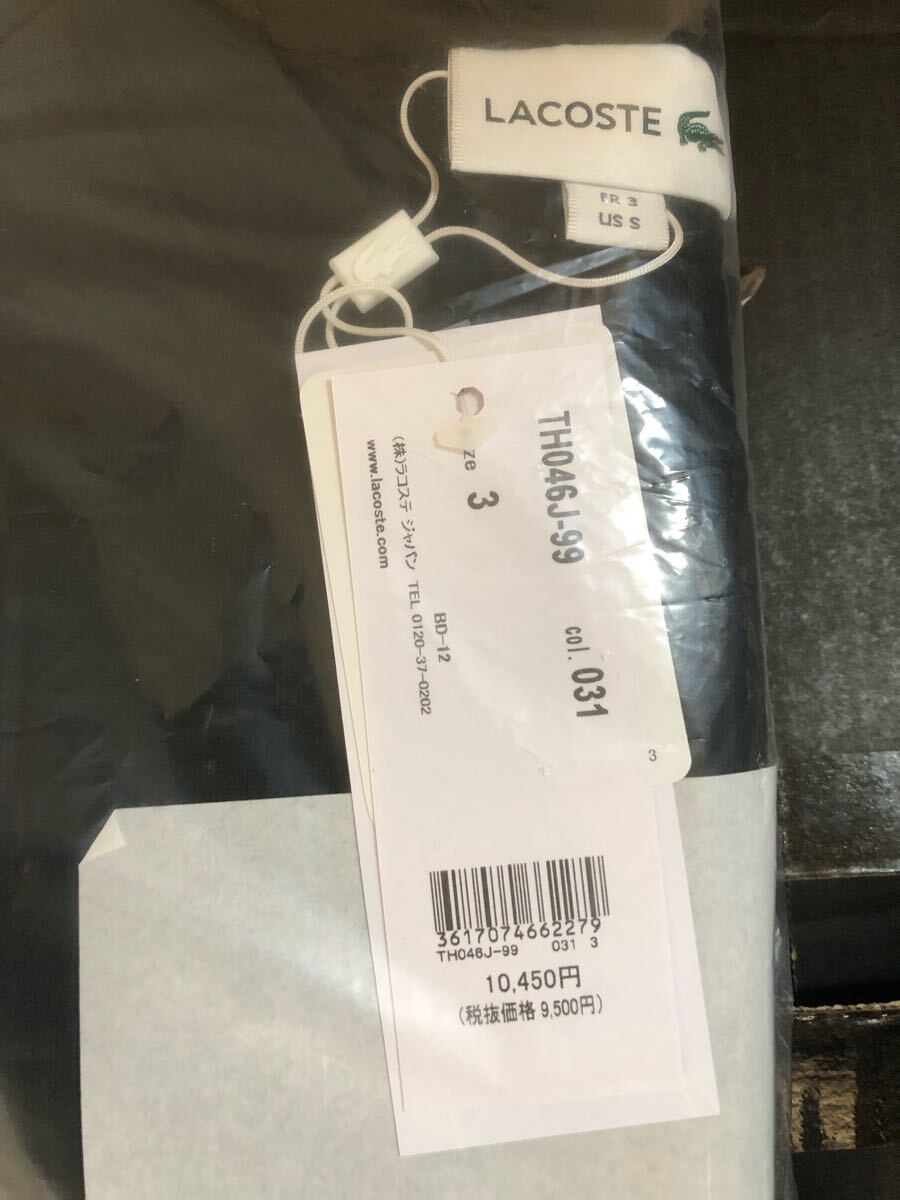 LACOSTE
FR 3
US S
TH046J-99 col. 031
ze 3
BD-12
(株)ラコステ ジャパン TEL 0120-37-0202
www.lacoste.com
3
3617074662279
TH046J-99 031 3
10,450円
(税抜価格 9,500円)